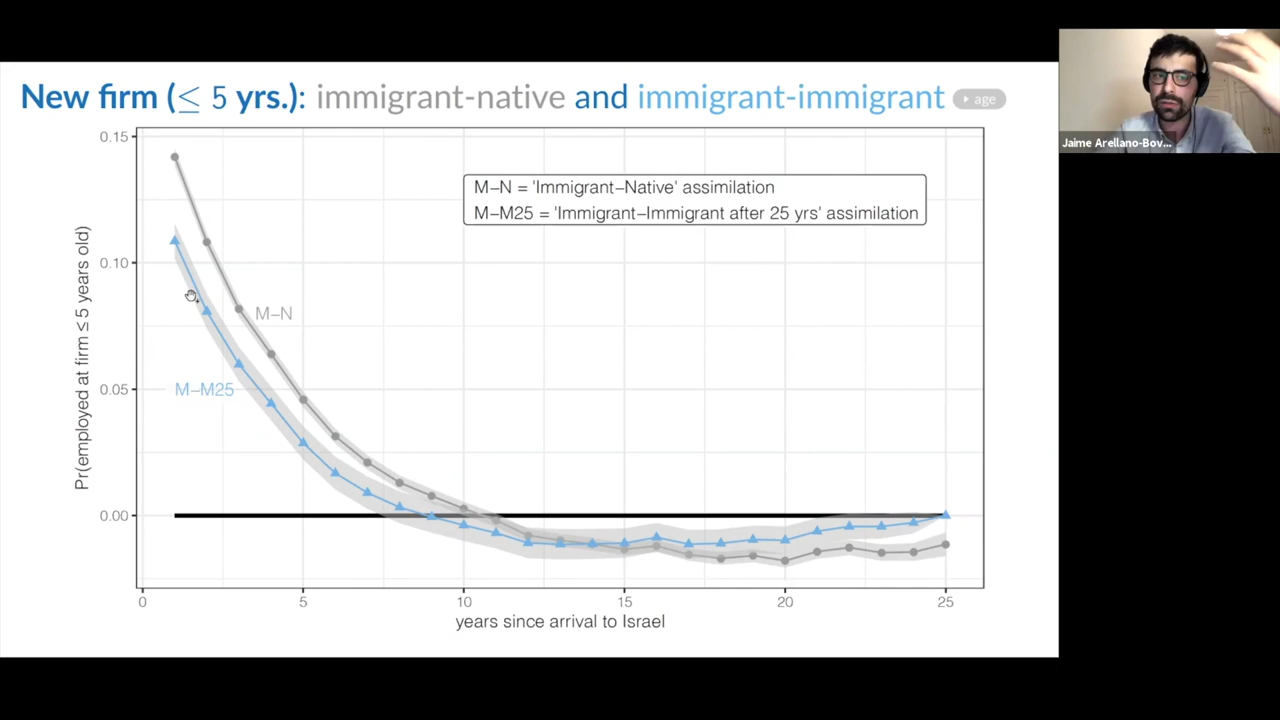 New firm (≤ 5 yrs.): immigrant-native and immigrant-immigrant
age
0.15
0.10
0.05
0.00
Pr(employed at firm ≤ 5 years old)
M−N = 'Immigrant−Native' assimilation
M−M25 = 'Immigrant−Immigrant after 25 yrs' assimilation
M−N
M−M25
0
5
10
15
20
25
years since arrival to Israel
Jaime Arellano-Bov...